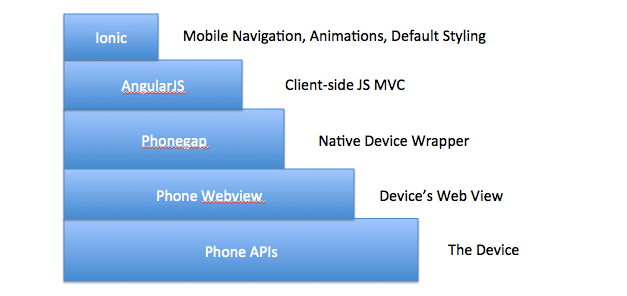 Ionic Mobile Navigation, Animations, Default Styling
AngularJS Client-side JS MVC
Phonegap Native Device Wrapper
Phone Webview Device’s Web View
Phone APIs The Device